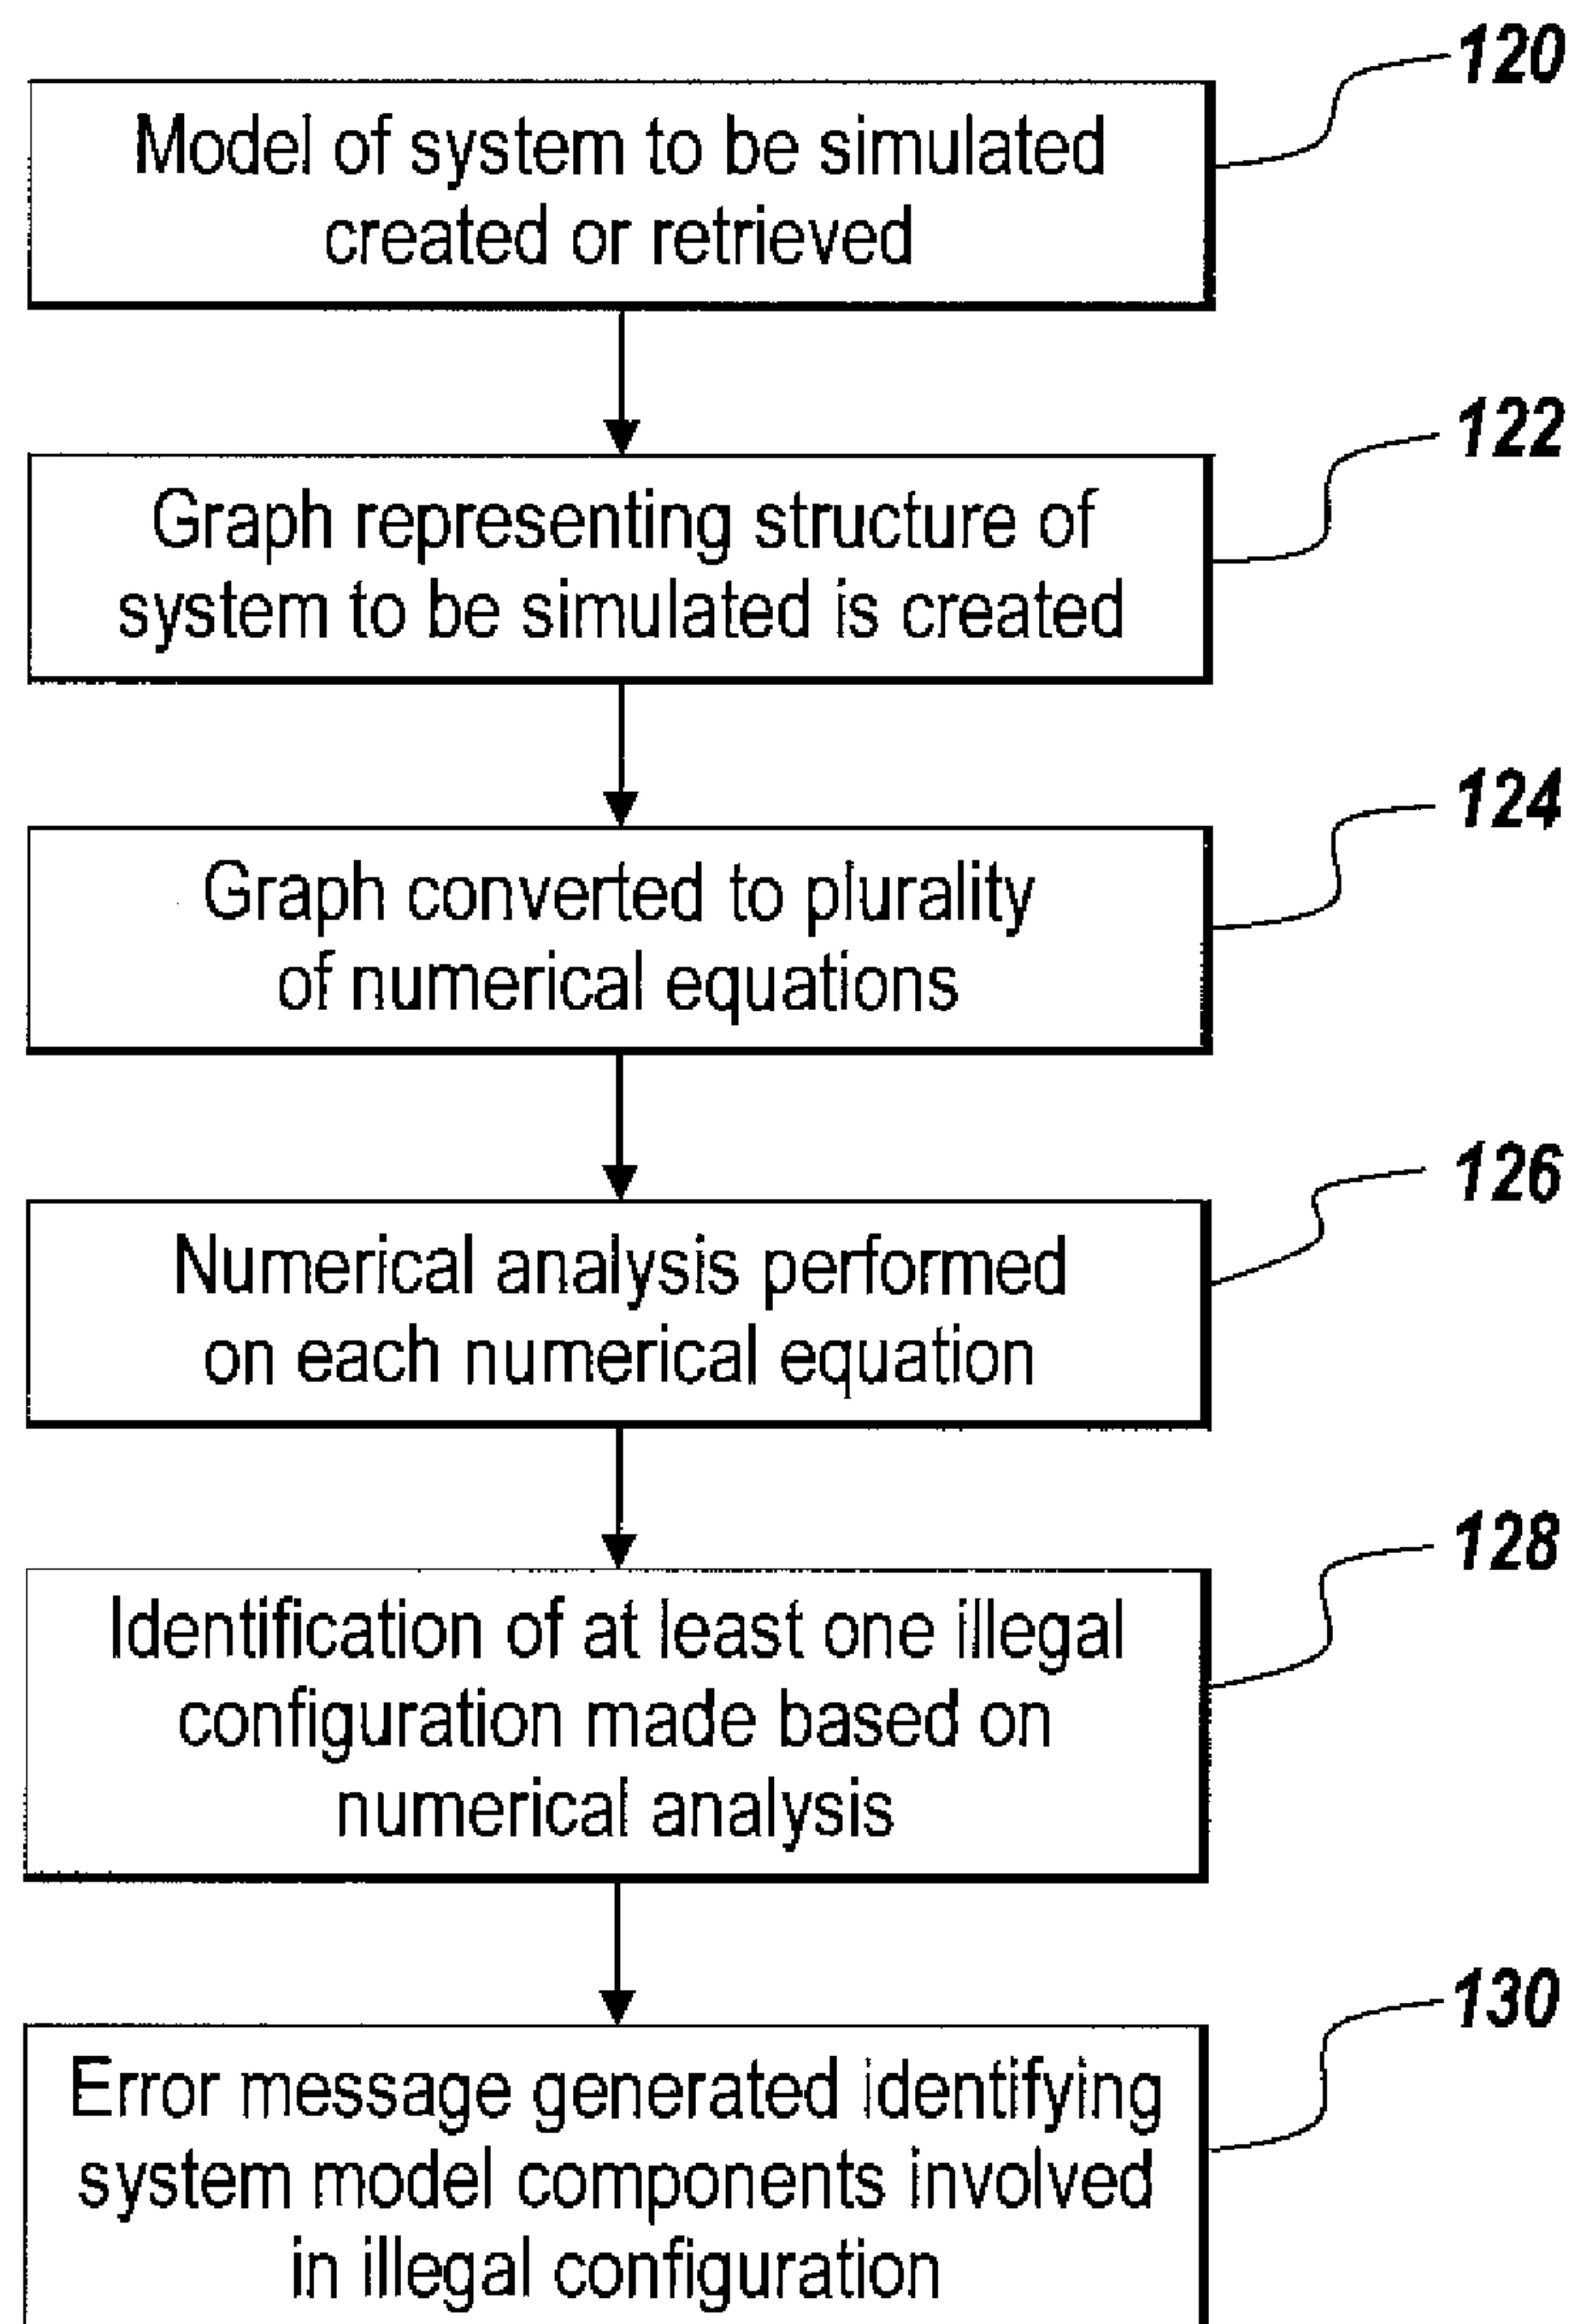 120
Model of system to be simulated
created or retrieved
122
Graph representing structure of
system to be simulated is created
124
Graph converted to plurality
of numerical equations
126
Numerical analysis performed
on each numerical equation
128
Identification of at least one illegal
configuration made based on
numerical analysis
130
Error message generated identifying
system model components involved
in illegal configuration